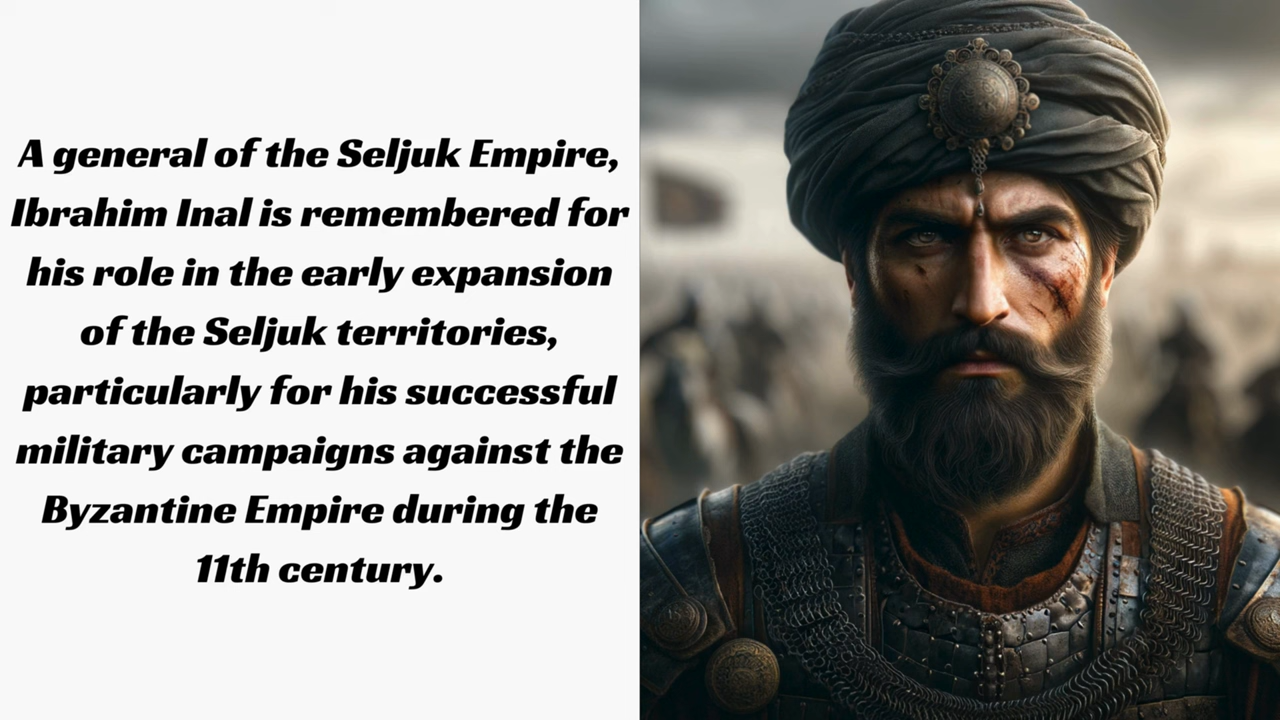 A general of the Seljuk Empire,
Ibrahim Inal is remembered for
his role in the early expansion
of the Seljuk territories,
particularly for his successful
military campaigns against the
Byzantine Empire during the
11th century.